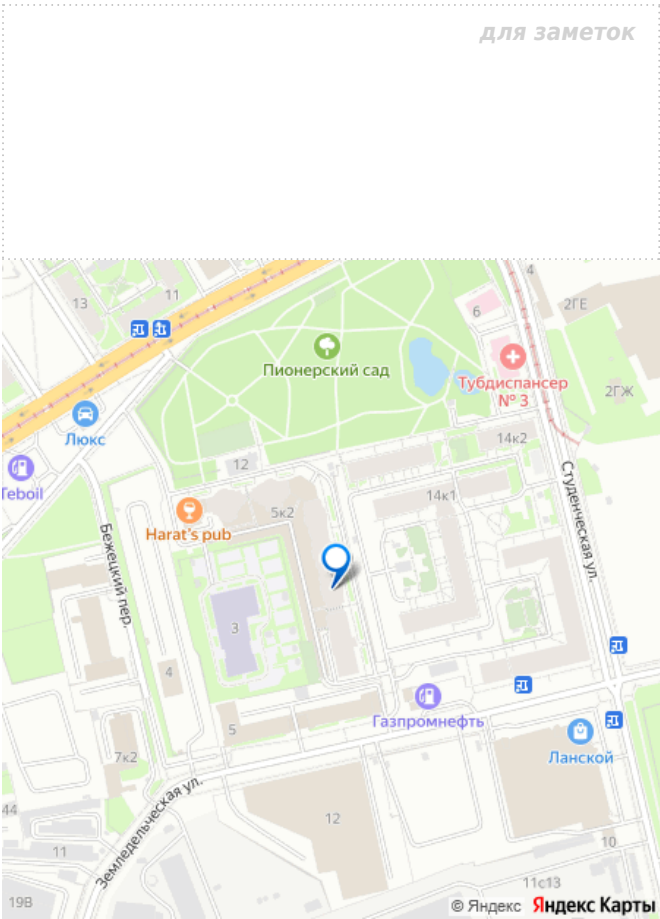 для заметок
4
13
11
6
2ГЕ
Пионерский сад
Тубдиспансер
№ 3
2ГЖ
Люкс
14к2
12
Teboil
14к1
Студенческая ул.
5к2
Harat's pub
Бежецкий пер.
3
4
Газпромнефть
5
7к2
Ланской
Земледельческая ул.
44
12
10
11
11с13
19В
© Яндекс Яндекс Карты